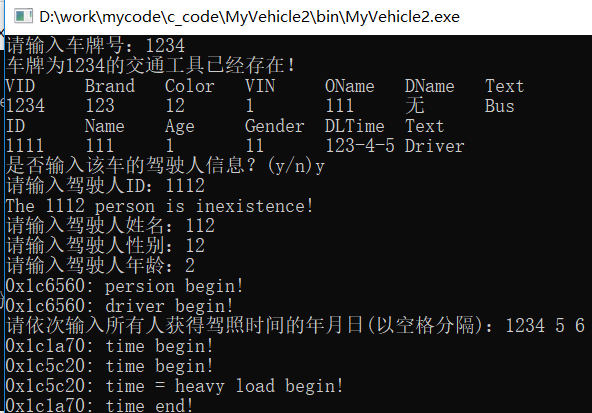 D:\work\mycode\c_code\MyVehicle2\bin\MyVehicle2.exe
请输入车牌号：1234
车牌为1234的交通工具已经存在！
VID Brand Color VIN OName DName Text
1234 123 12 1 111 无 Bus
ID Name Age Gender DLTime Text
1111 111 1 11 123-4-5 Driver
是否输入该车的驾驶人信息？(y/n)y
请输入驾驶人ID：1112
The 1112 person is inexistence!
请输入驾驶人姓名：112
请输入驾驶人性别：12
请输入驾驶人年龄：2
0x1c6560: persion begin!
0x1c6560: driver begin!
请依次输入所有人获得驾照时间的年月日(以空格分隔)：1234 5 6
0x1c1a70: time begin!
0x1c5c20: time begin!
0x1c5c20: time = heavy load begin!
0x1c1a70: time end!